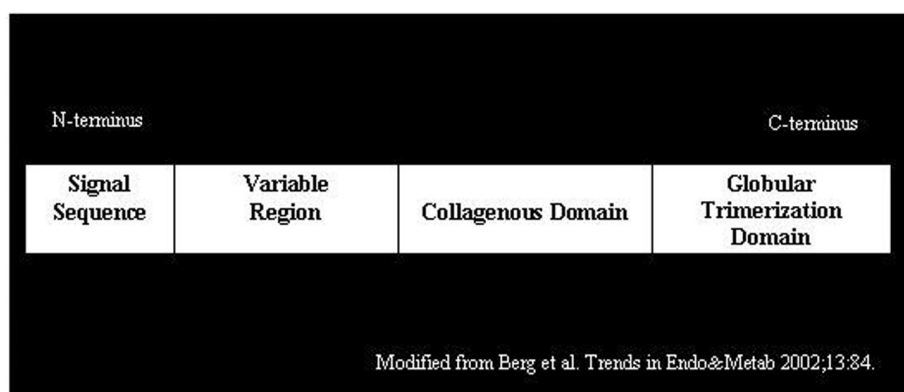 N-terminus
C-terminus
Signal
Sequence
Variable
Region
Collagenous Domain
Globular
Trimerization
Domain
Modified from Berg et al. Trends in Endo&Metab 2002;13:84.